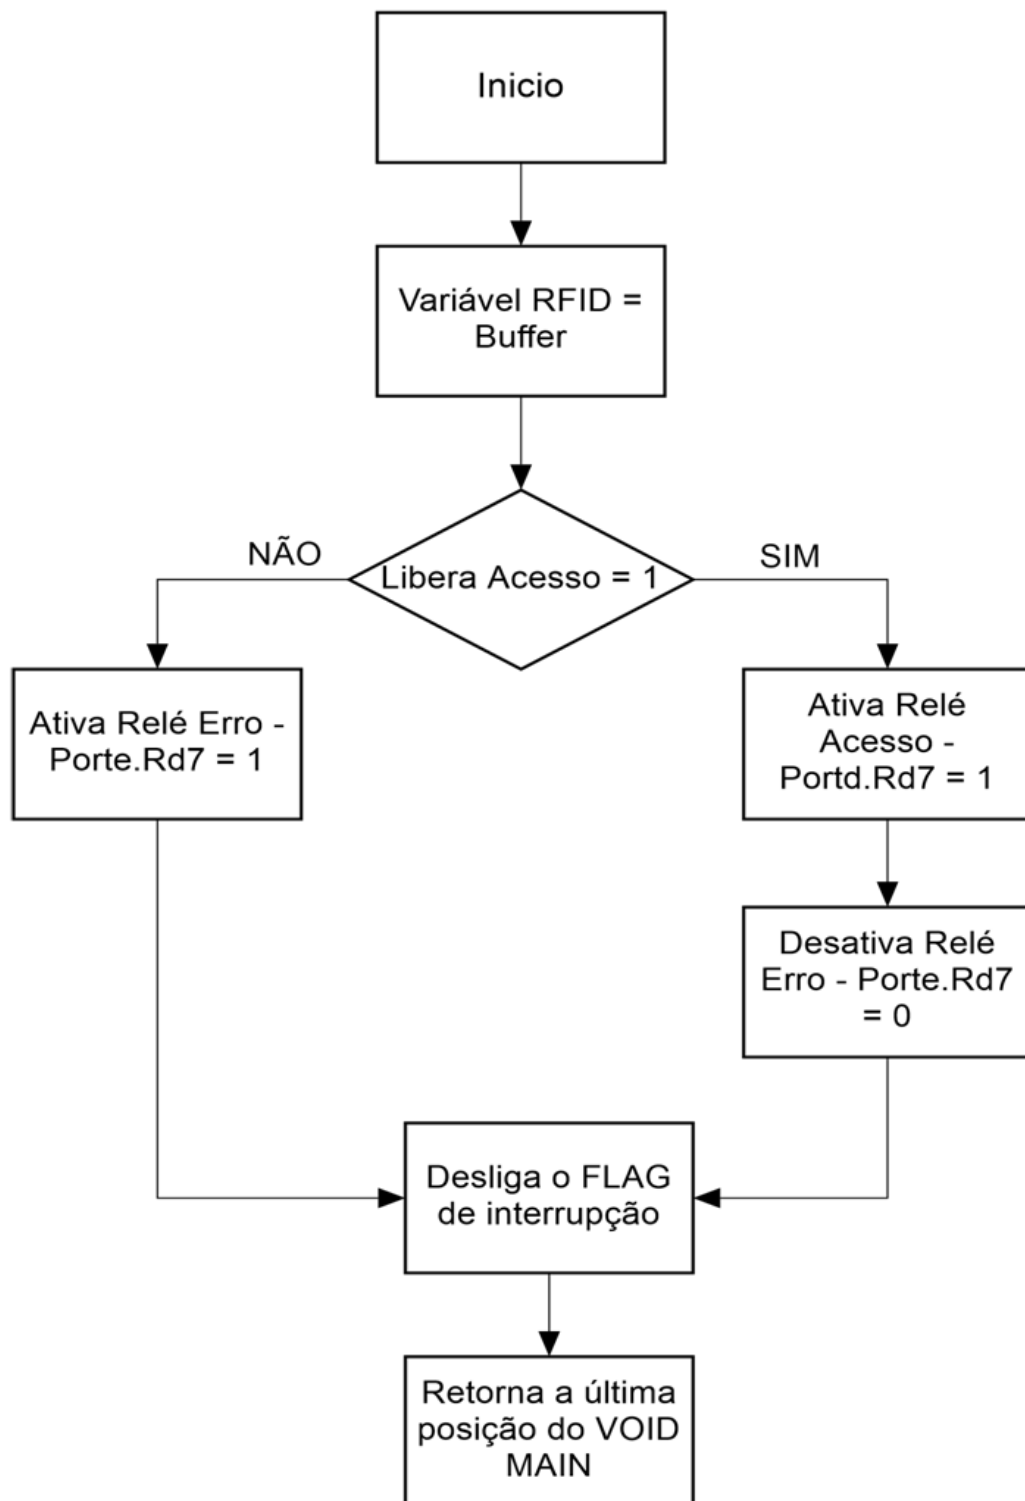 Inicio
Variável RFID =
Buffer
NÃO
SIM
Libera Acesso = 1
Ativa Relé Erro -
Porte.Rd7 = 1
Ativa Relé
Acesso -
Portd.Rd7 = 1
Desativa Relé
Erro - Porte.Rd7
= 0
Desliga o FLAG
de interrupção
Retorna a última
posição do VOID
MAIN